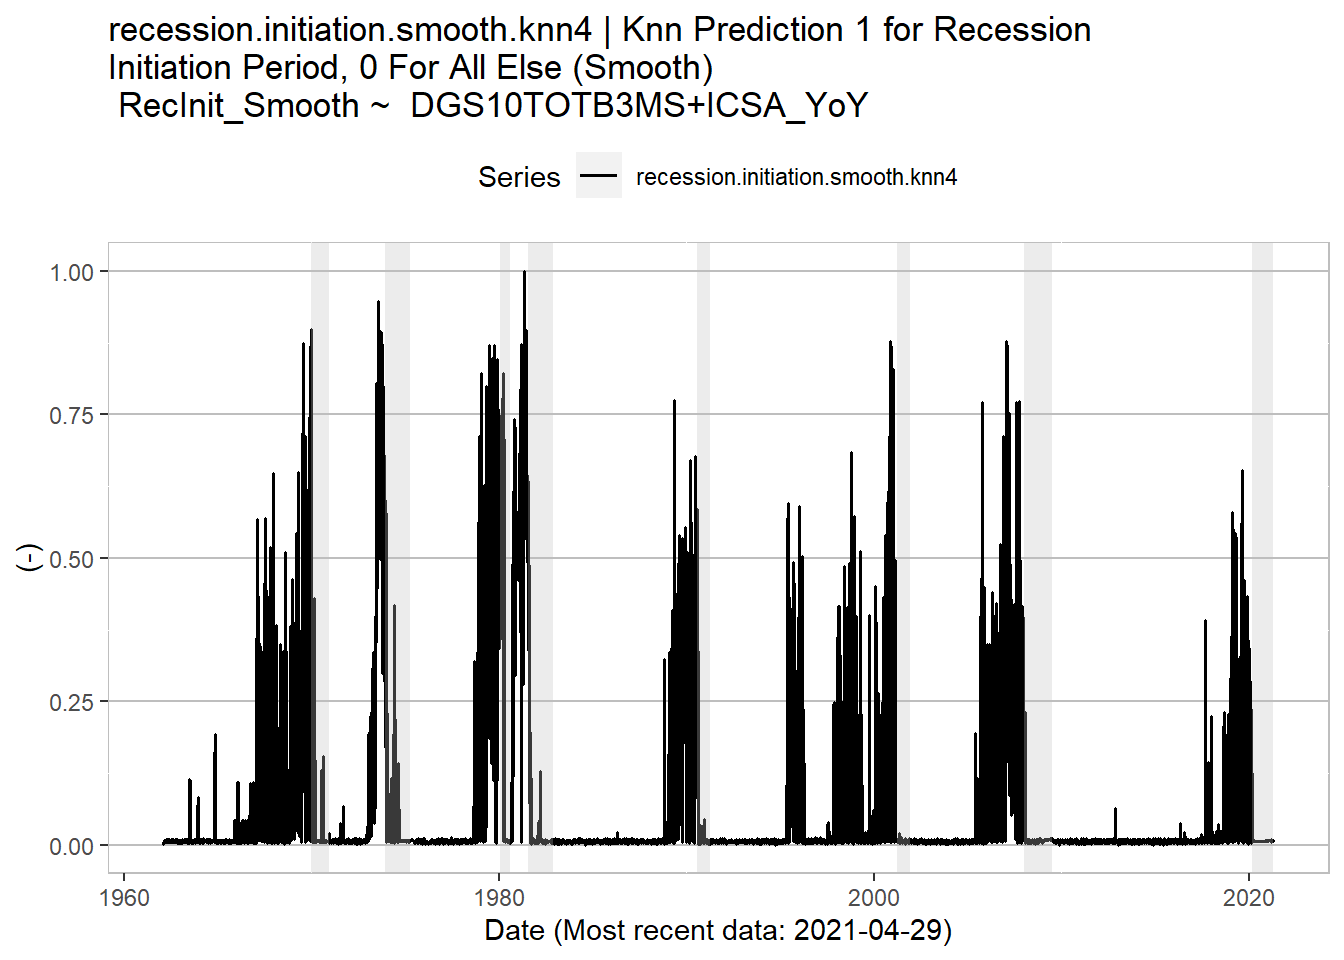 recession.initiation.smooth.knn4 | Knn Prediction 1 for Recession
Initiation Period, 0 For All Else (Smooth)
RecInit_Smooth ~  DGS10TOTB3MS+ICSA_YoY
Series recession.initiation.smooth.knn4
1.00
0.75
0.50
0.25
0.00
(-)
1960 1980 2000 2020
Date (Most recent data: 2021-04-29)